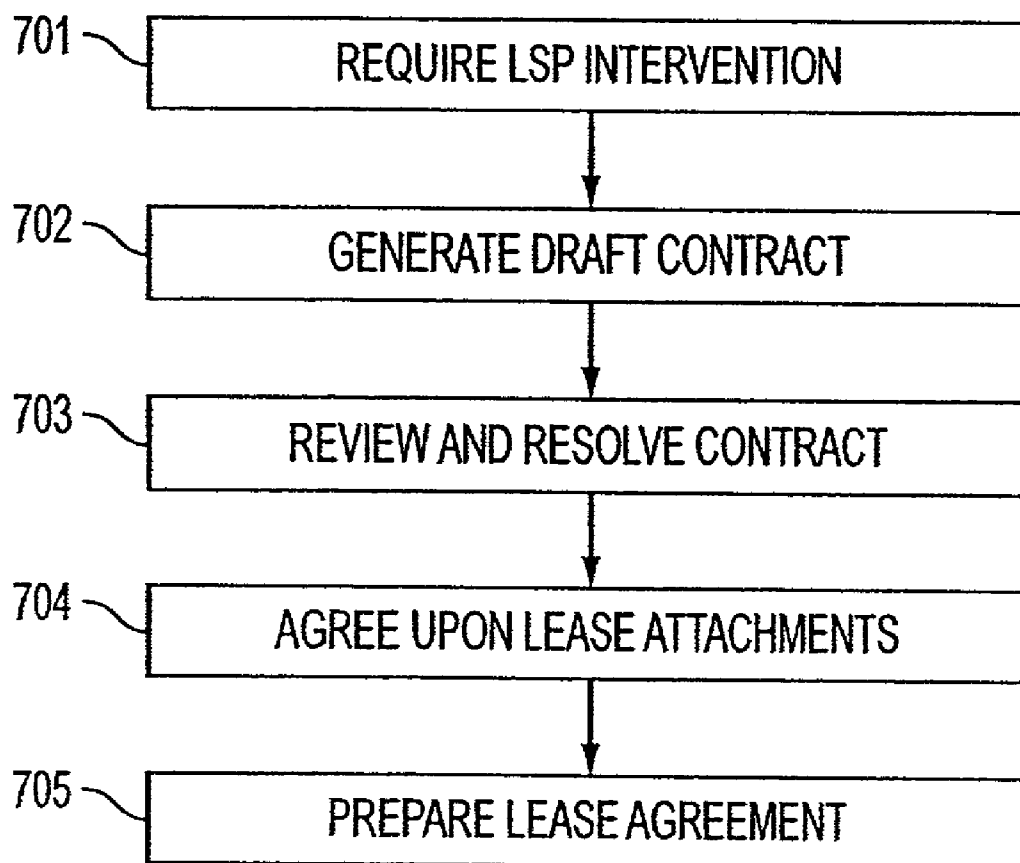 701
REQUIRE LSP INTERVENTION
702
GENERATE DRAFT CONTRACT
703
REVIEW AND RESOLVE CONTRACT
704
AGREE UPON LEASE ATTACHMENTS
705
PREPARE LEASE AGREEMENT